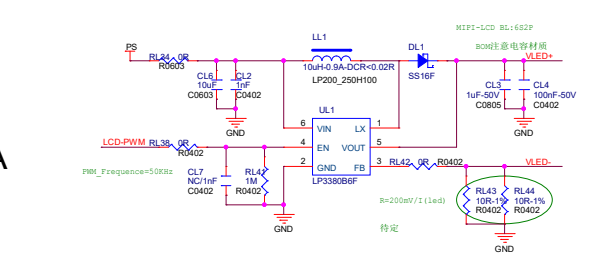 MIPI-LCD BL:6S2P
BOM注意电容材质
PS
RL34 0R
R0603
LL1
10uH-0.9A-DCR<0.02R
LP200_250H100
DL1
SS16F
VLED+
CL6
10uF
C0603
CL2
1nF
C0402
GND
CL3
1uF-50V
C0805
CL4
100nF-50V
C0402
GND
UL1
6 VIN LX 1
4 EN VOUT 5
2 GND FB 3
LP3380B6F
LCD-PWM RL38 0R
R0402
PWM_Frequence=50KHz
CL7
NC/1nF
C0402
RL41
1M
R0402
GND
RL42 0R R0402
VLED-
RL43
10R-1%
R0402
RL44
10R-1%
R0402
R=200mV/I(led)
待定
GND
A